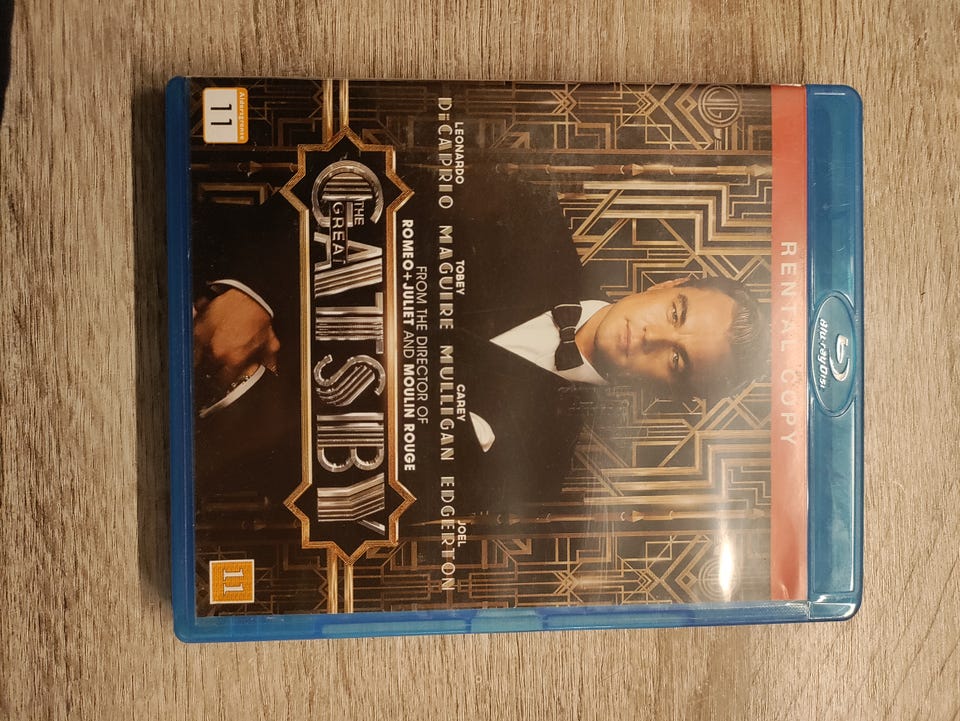 Blu-ray Disc
RENTAL COPY
LEONARDO TOBEY CAREY JOEL
DiCAPRIO MAGUIRE MULLIGAN EDGERTON
FROM THE DIRECTOR OF
ROMEO+JULIET AND MOULIN ROUGE
THE
GREAT
GATSBY
Aldersgrense
11
11